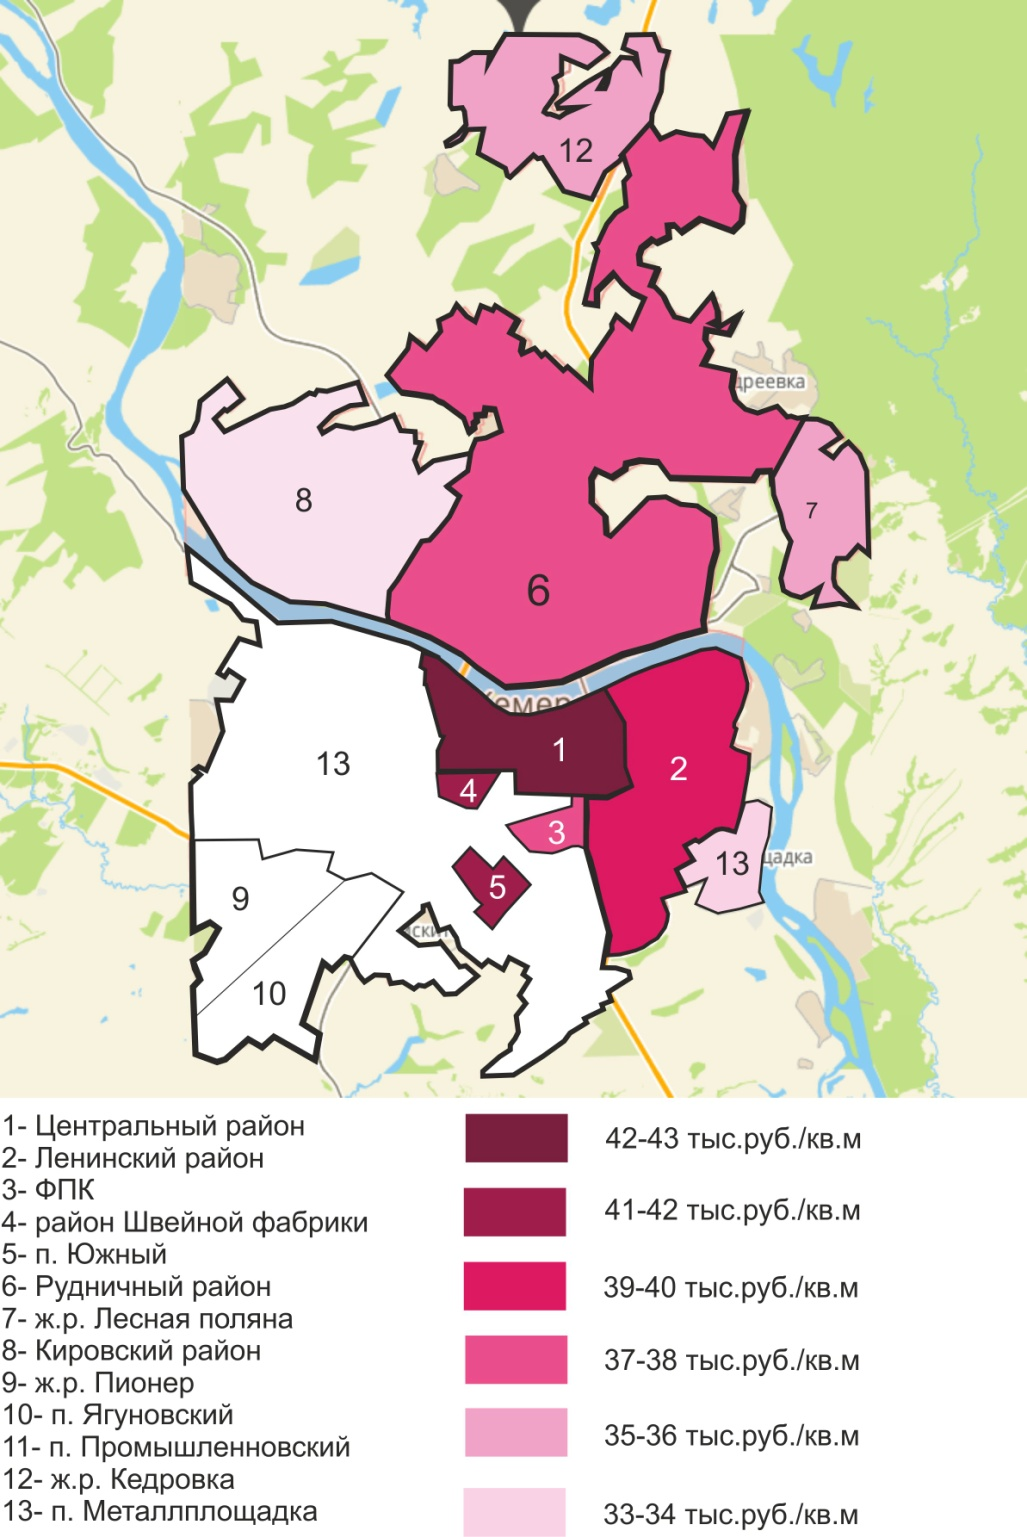 12
дреевка
7
8
6
емер
1
13
2
4
3
щадка
13
5
9
ски
10
1- Центральный район
2- Ленинский район
3- ФПК
4- район Швейной фабрики
5- п. Южный
6- Рудничный район
7- ж.р. Лесная поляна
8- Кировский район
9- ж.р. Пионер
10- п. Ягуновский
11- п. Промышленновский
12- ж.р. Кедровка
13- п. Металлплощадка
42-43 тыс.руб./кв.м
41-42 тыс.руб./кв.м
39-40 тыс.руб./кв.м
37-38 тыс.руб./кв.м
35-36 тыс.руб./кв.м
33-34 тыс.руб./кв.м